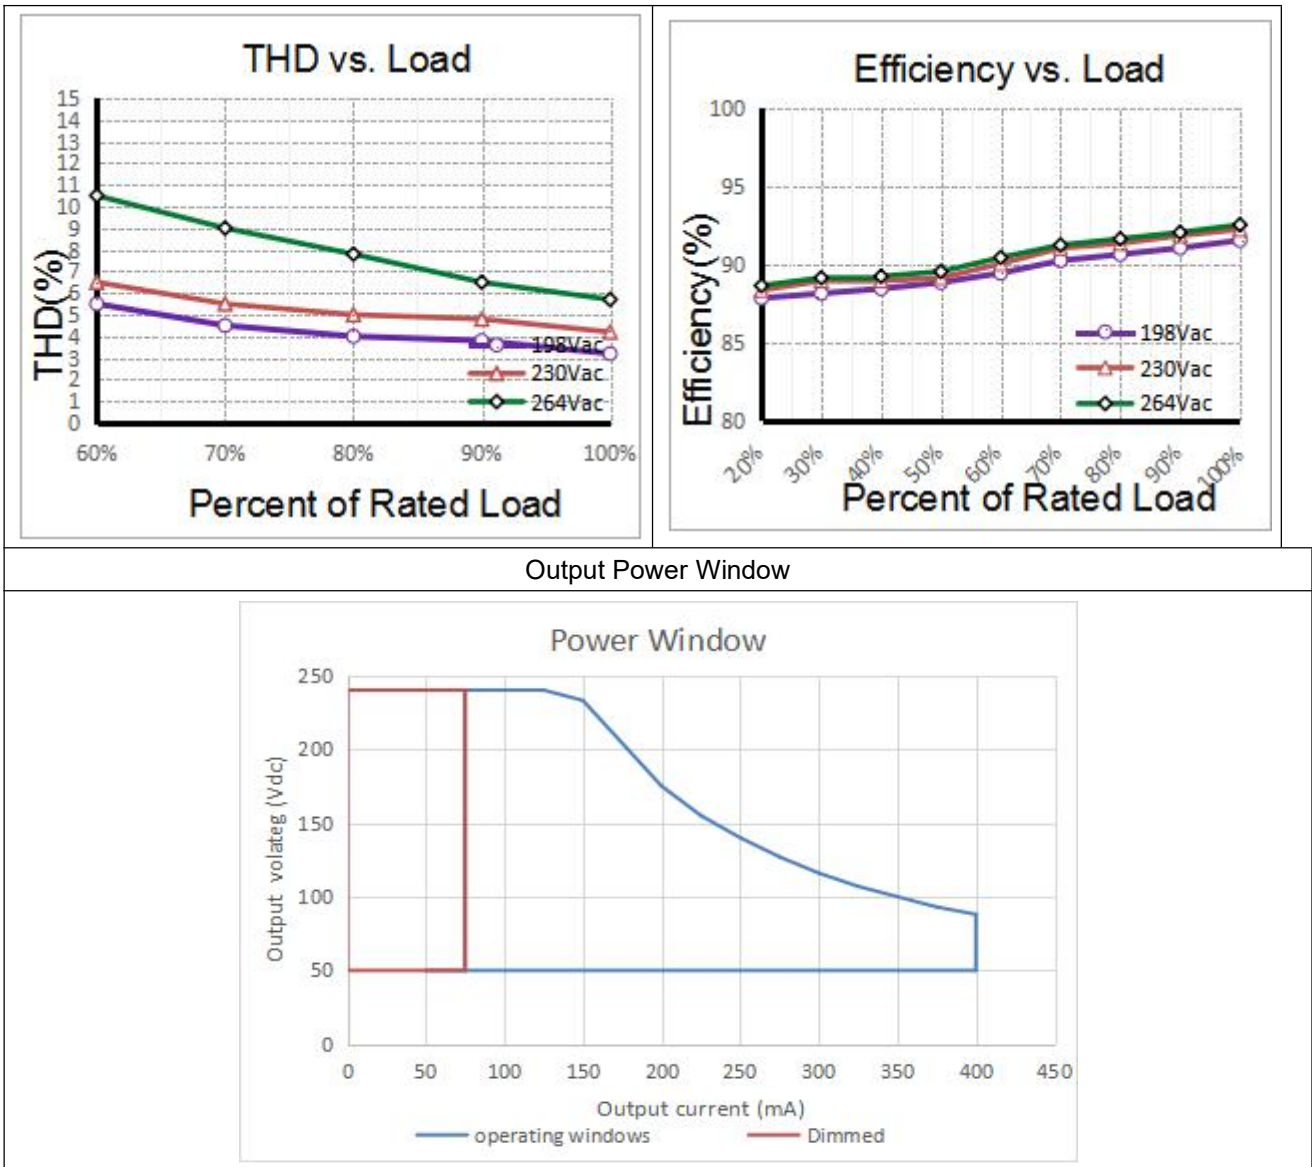 THD vs. Load
15
14
13
12
11
10
9
8
7
6
5
4
3
2
1
0
THD(%)
198Vac
230Vac
264Vac
60% 70% 80% 90% 100%
Percent of Rated Load
Efficiency vs. Load
100
95
90
85
80
Efficiency(%)
198Vac
230Vac
264Vac
20% 30% 40% 50% 60% 70% 80% 90% 100%
Percent of Rated Load
Output Power Window
Power Window
250
200
150
100
50
0
Output volateg (Vdc)
0 50 100 150 200 250 300 350 400 450
Output current (mA)
operating windows Dimmed